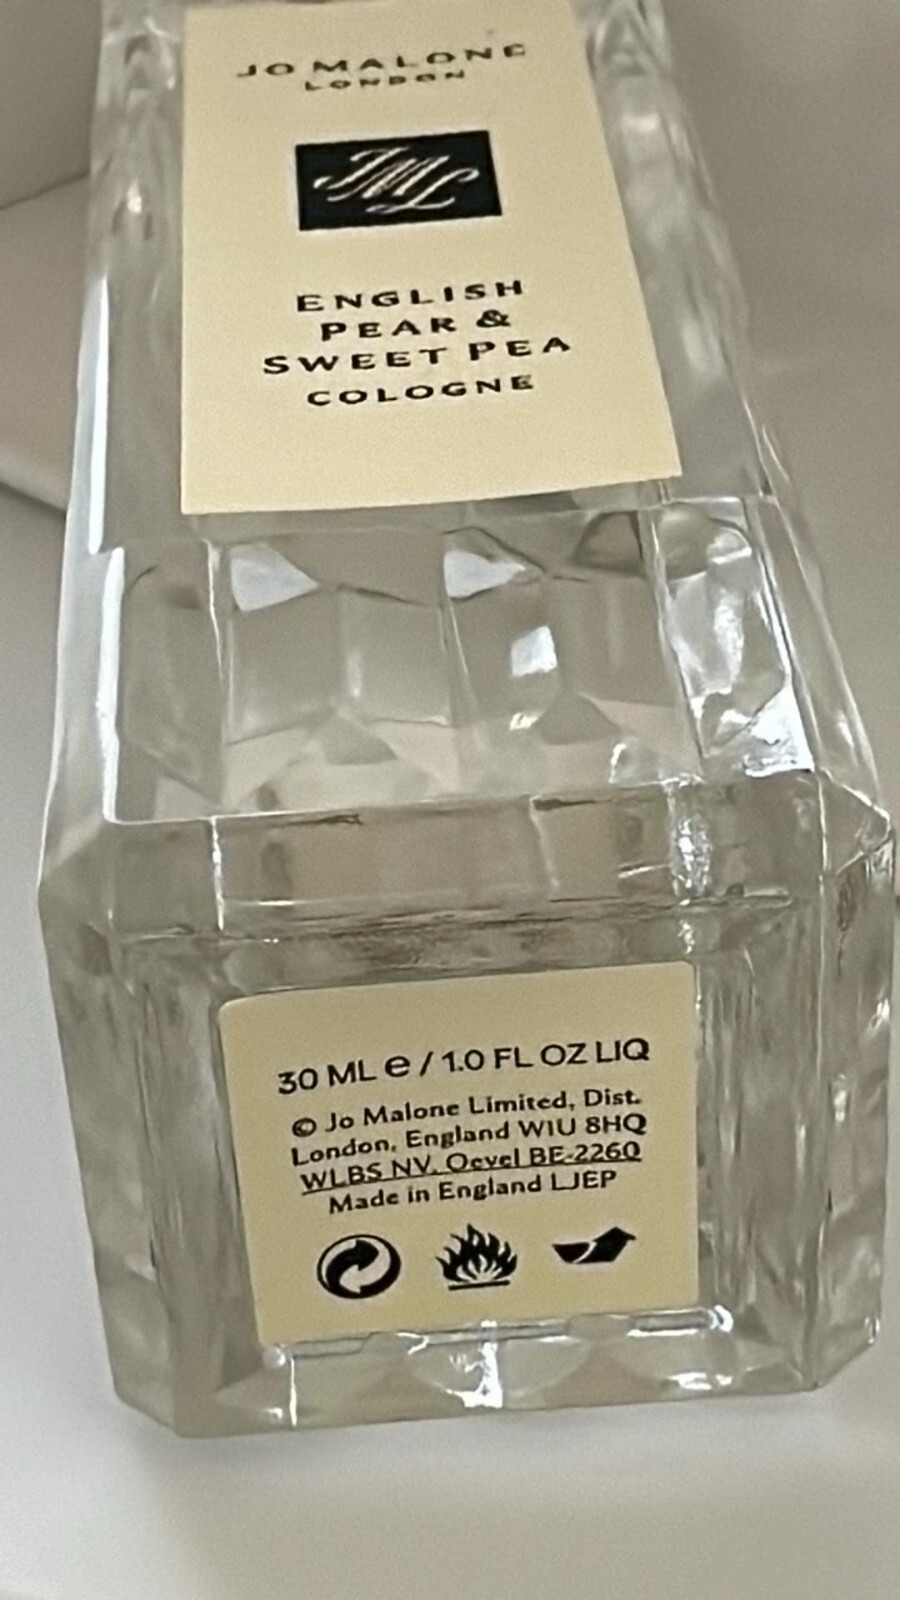 JO MALONE
LONDON
JML
ENGLISH
PEAR &
SWEET PEA
COLOGNE
30 ML e / 1.0 FL OZ LIQ
© Jo Malone Limited, Dist.
London, England W1U 8HQ
WLBS NV, Oevel BE-2260
Made in England LJEP